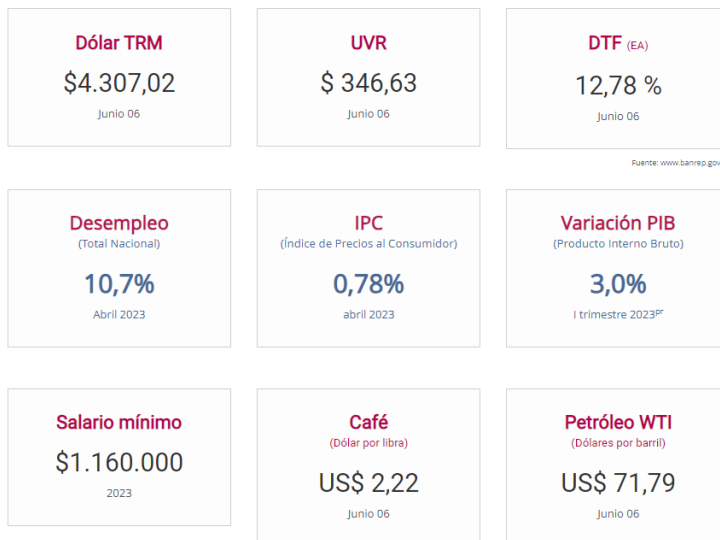 Dólar TRM
$4.307,02
Junio 06
UVR
$ 346,63
Junio 06
DTF (EA)
12,78 %
Junio 06
Fuente: www.banrep.gov
Desempleo
(Total Nacional)
10,7%
Abril 2023
IPC
(Índice de Precios al Consumidor)
0,78%
abril 2023
Variación PIB
(Producto Interno Bruto)
3,0%
I trimestre 2023pr
Salario mínimo
$1.160.000
2023
Café
(Dólar por libra)
US$ 2,22
Junio 06
Petróleo WTI
(Dólares por barril)
US$ 71,79
Junio 06